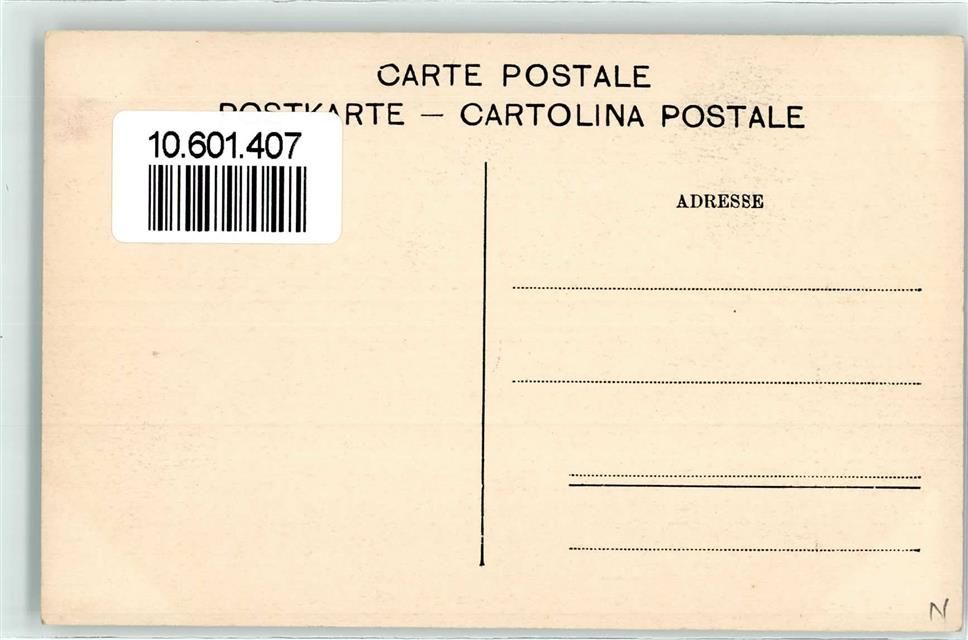 CARTE POSTALE
POSTKARTE — CARTOLINA POSTALE
10.601.407
ADRESSE
N